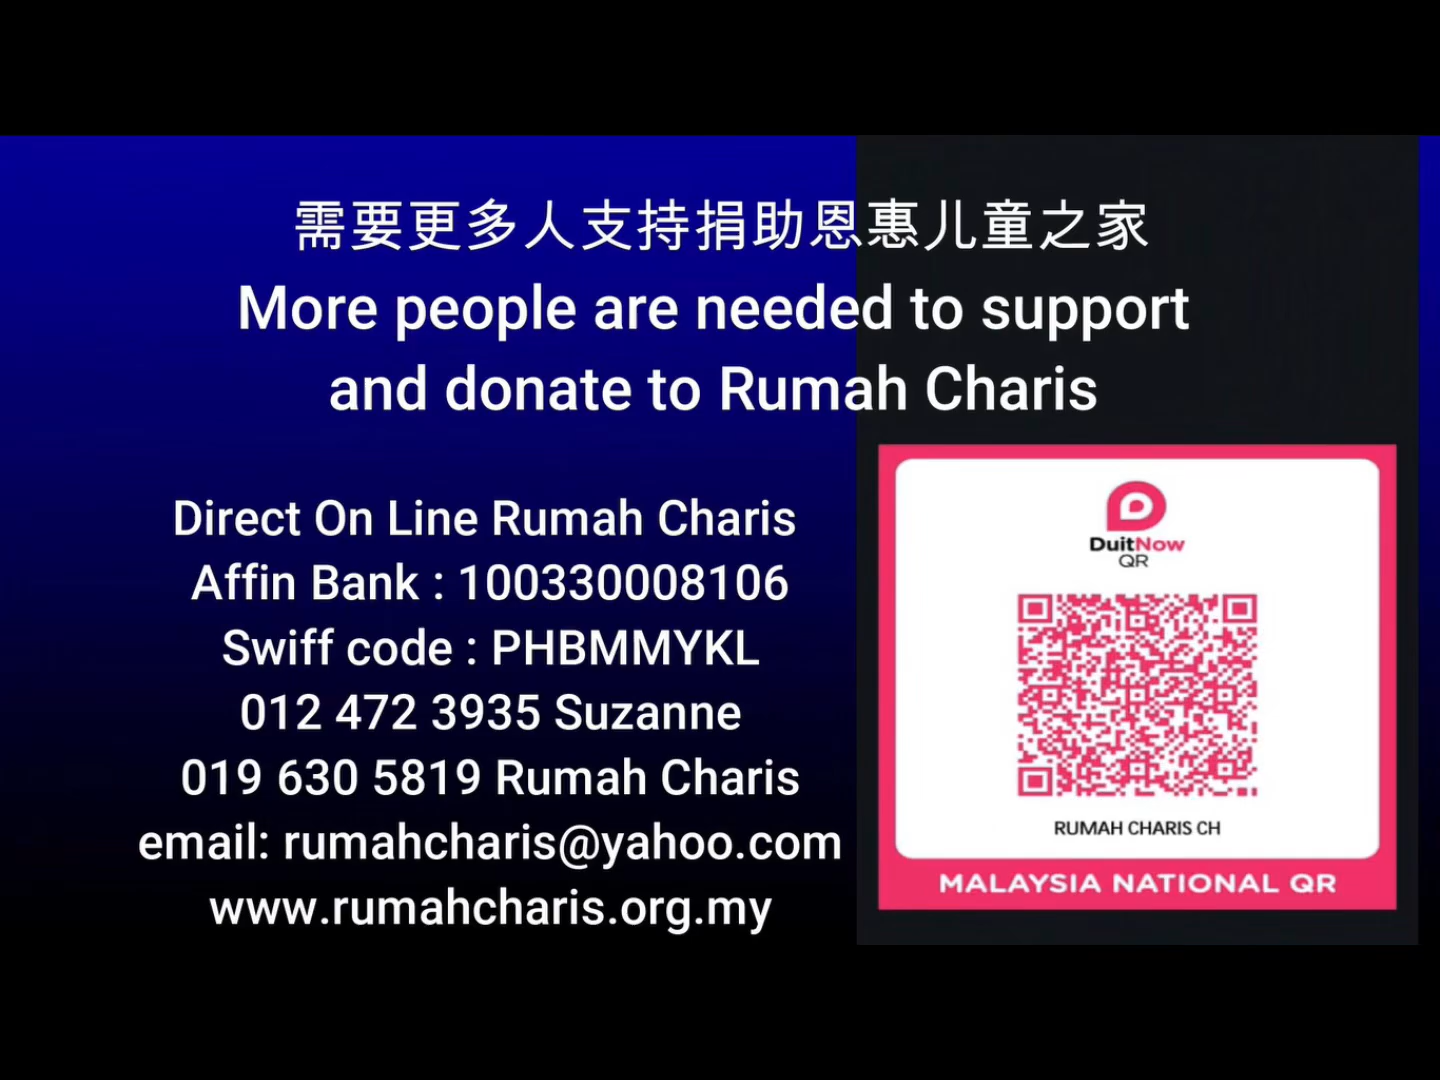 需要更多人支持捐助恩惠儿童之家
More people are needed to support
and donate to Rumah Charis
Direct On Line Rumah Charis
Affin Bank : 100330008106
Swiff code : PHBMMYKL
012 472 3935 Suzanne
019 630 5819 Rumah Charis
email: rumahcharis@yahoo.com
www.rumahcharis.org.my
DuitNow
QR
RUMAH CHARIS CH
MALAYSIA NATIONAL QR